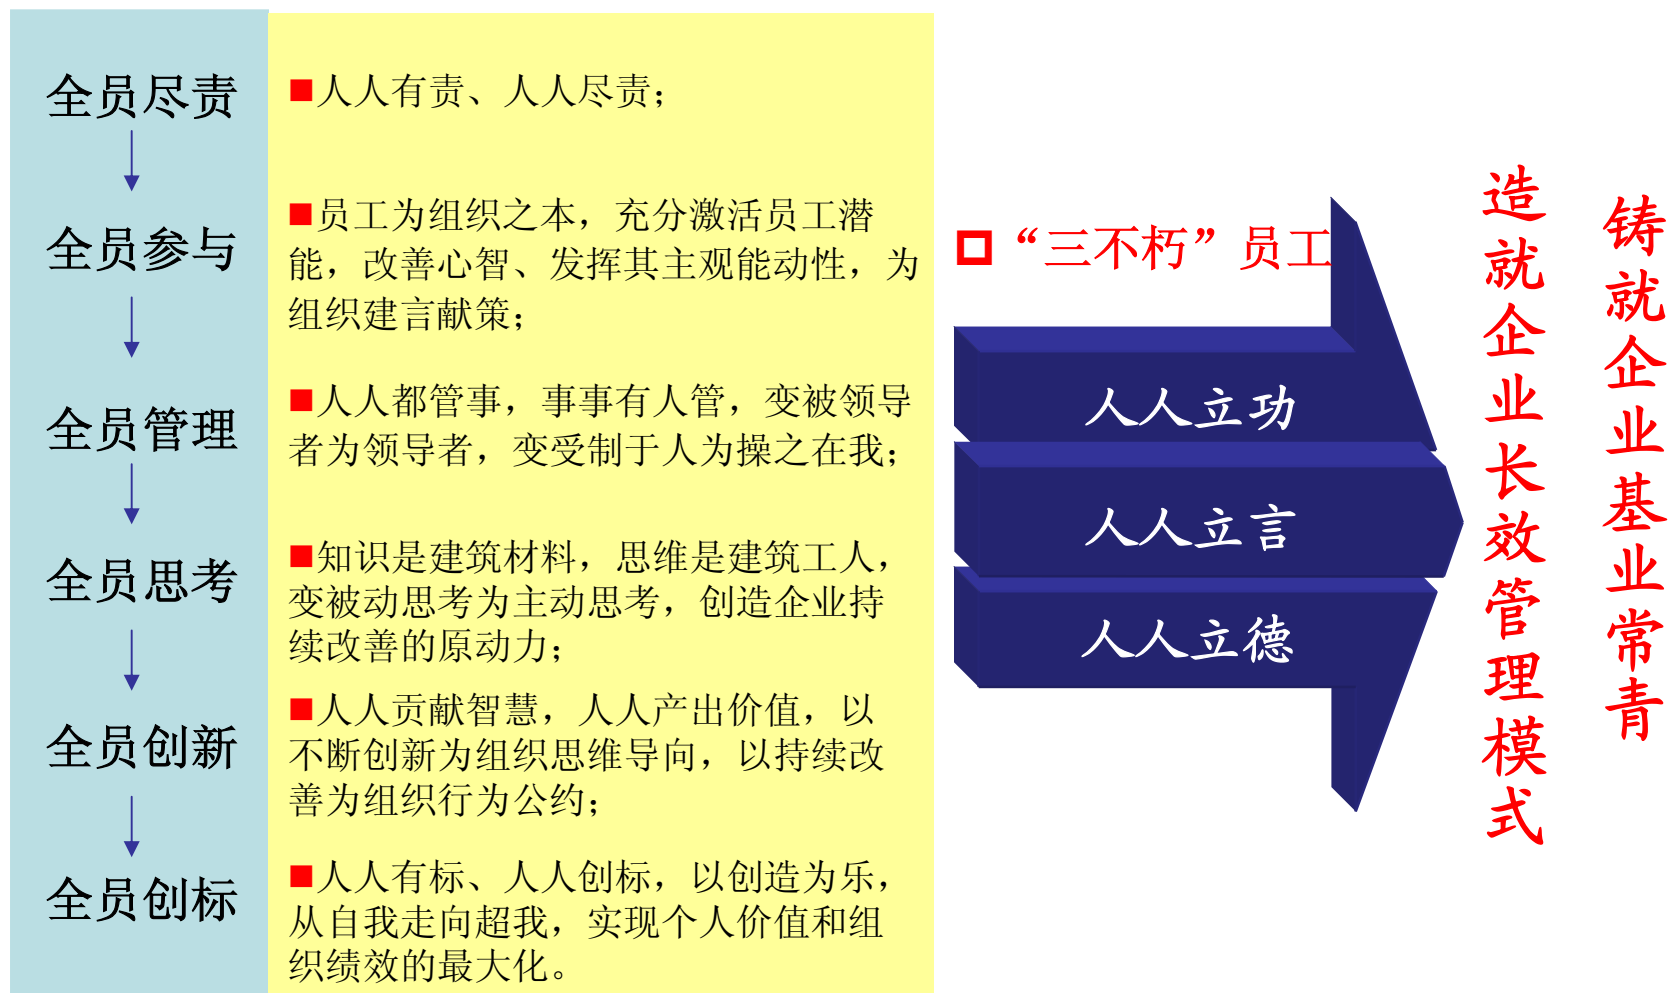 全员尽责
■人人有责、人人尽责；
全员参与
■员工为组织之本，充分激活员工潜
能，改善心智、发挥其主观能动性，为
组织建言献策；
全员管理
■人人都管事，事事有人管，变被领导
者为领导者，变受制于人为操之在我；
全员思考
■知识是建筑材料，思维是建筑工人，
变被动思考为主动思考，创造企业持
续改善的原动力；
全员创新
■人人贡献智慧，人人产出价值，以
不断创新为组织思维导向，以持续改
善为组织行为公约；
全员创标
■人人有标、人人创标，以创造为乐，
从自我走向超我，实现个人价值和组
织绩效的最大化。
“三不朽”员工
人人立功
人人立言
人人立德
造就企业长效管理模式
铸就企业基业常青